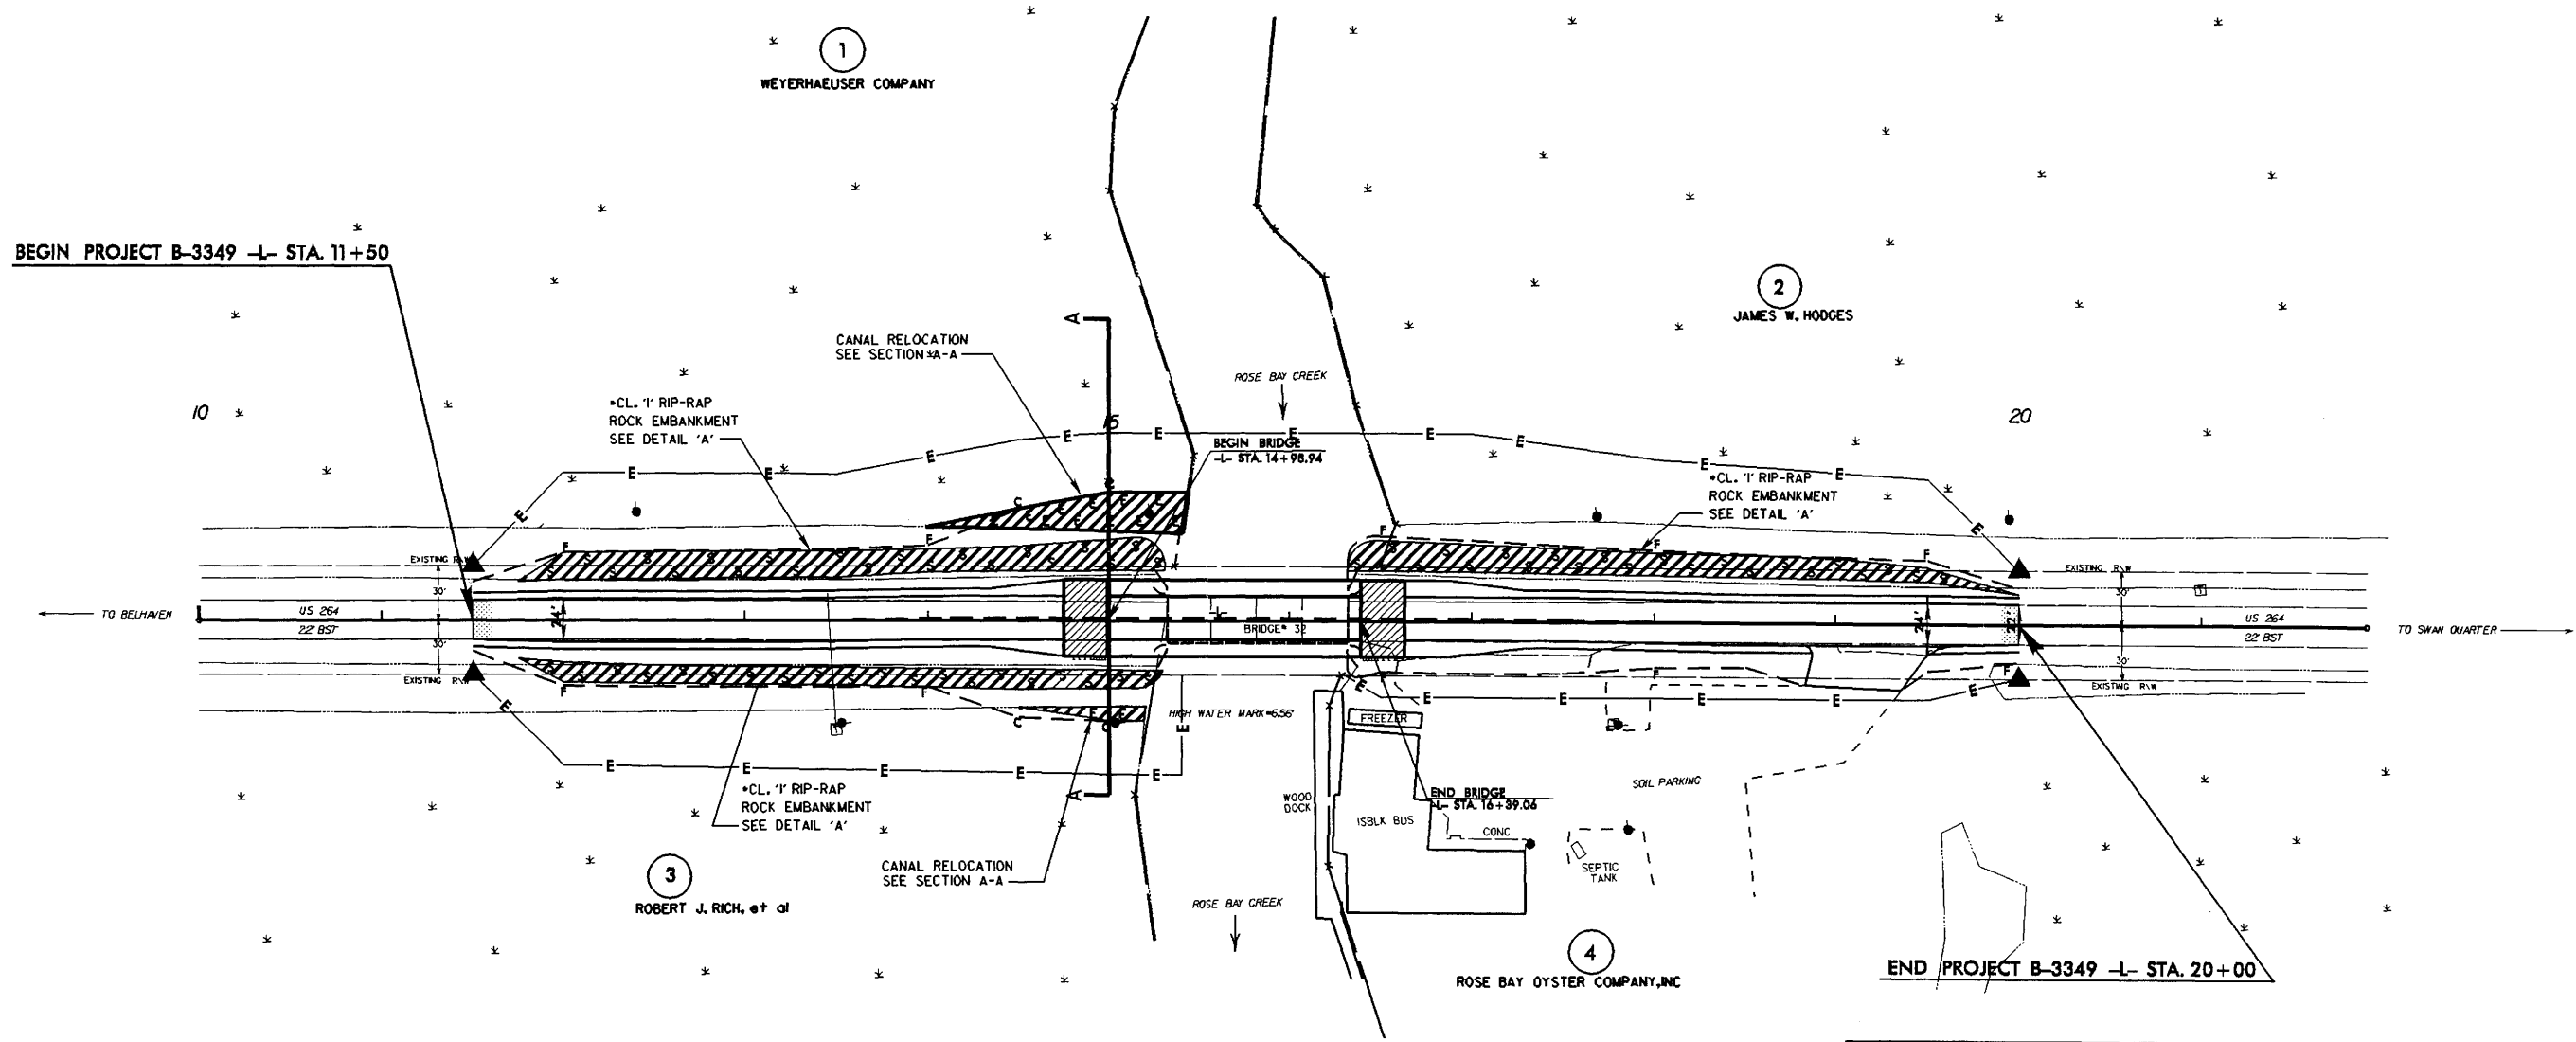 1
WEYERHAEUSER COMPANY
BEGIN PROJECT B-3349 -L- STA. 11+50
2
JAMES W. HODGES
A
CANAL RELOCATION
SEE SECTION A-A
ROSE BAY CREEK
*CL. 'I' RIP-RAP
ROCK EMBANKMENT
SEE DETAIL 'A'
10
15
20
E E E E E E E E E E E
BEGIN BRIDGE
-L- STA. 14+98.94
*CL. 'I' RIP-RAP
ROCK EMBANKMENT
SEE DETAIL 'A'
EXISTING R\W
EXISTING R\W
30'
30'
TO BELHAVEN
US 264
22' BST
24'
-L-
BRIDGE# 32
24'
22'
US 264
22' BST
TO SWAN QUARTER
30'
30'
EXISTING R\W
EXISTING R\W
HIGH WATER MARK=6.56'
FREEZER
E E E E E E
A
*CL. 'I' RIP-RAP
ROCK EMBANKMENT
SEE DETAIL 'A'
SOIL PARKING
WOOD
DOCK
END BRIDGE
-L- STA. 16+39.06
1SBLK BUS
CONC
SEPTIC
TANK
CANAL RELOCATION
SEE SECTION A-A
3
ROBERT J. RICH, et al
ROSE BAY CREEK
4
ROSE BAY OYSTER COMPANY,INC
END PROJECT B-3349 -L- STA. 20+00